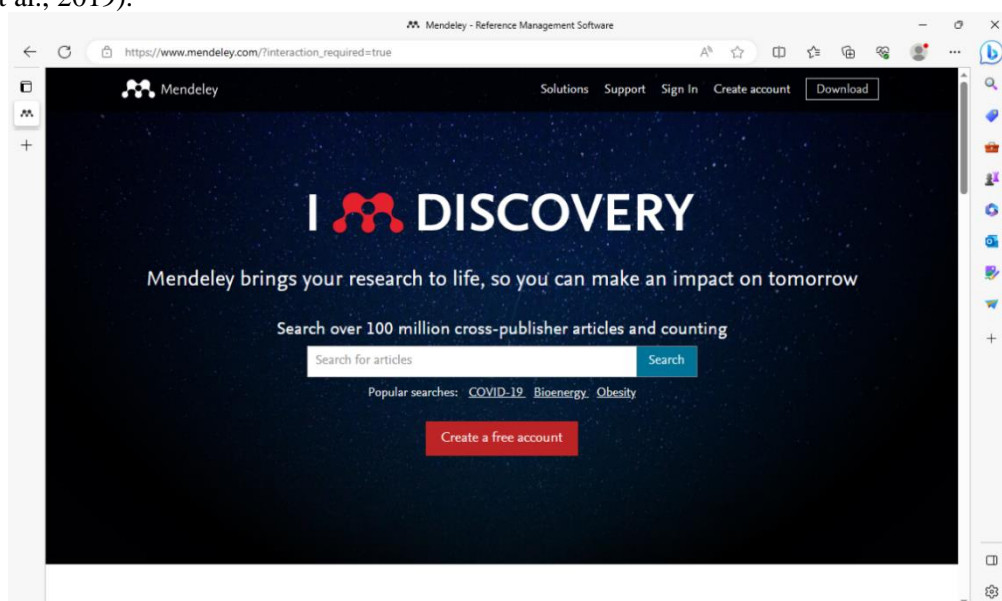 et al., 2019).
Mendeley - Reference Management Software
https://www.mendeley.com/?interaction_required=true
Mendeley
Solutions Support Sign In Create account Download
I DISCOVERY
Mendeley brings your research to life, so you can make an impact on tomorrow
Search over 100 million cross-publisher articles and counting
Search for articles Search
Popular searches: COVID-19 Bioenergy Obesity
Create a free account